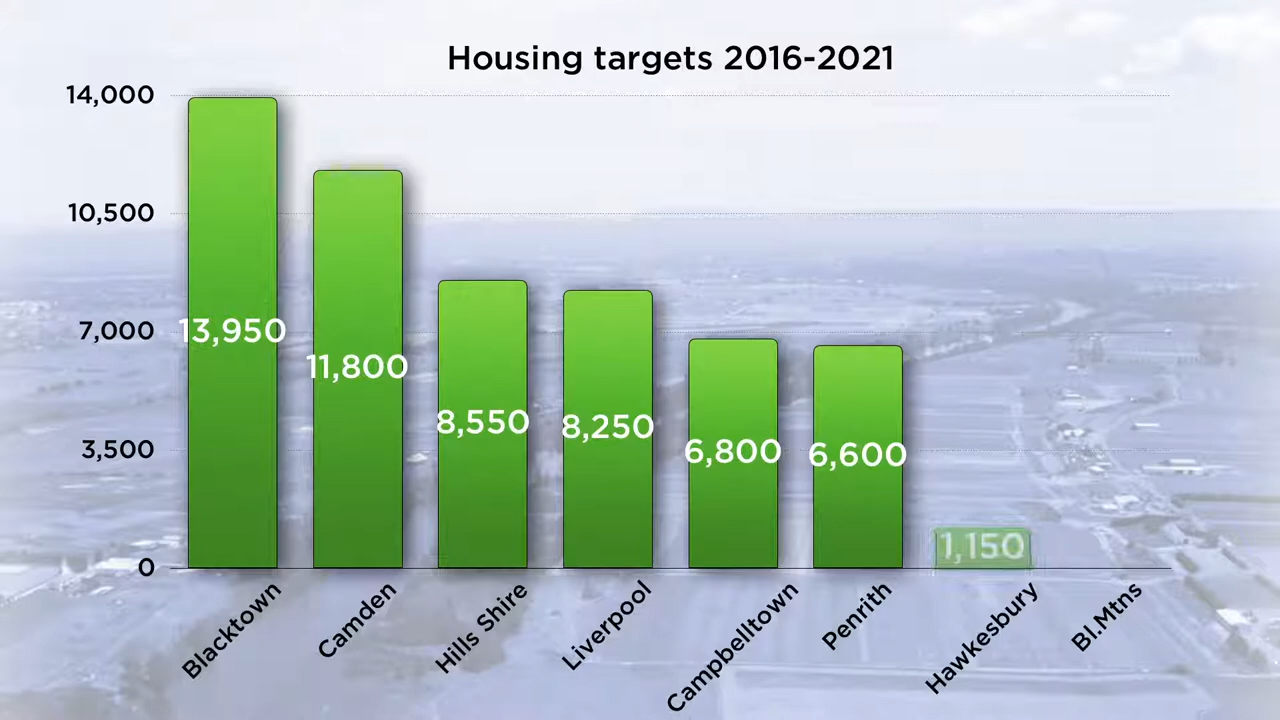 Housing targets 2016-2021
14,000
10,500
7,000
3,500
0
13,950
11,800
8,550
8,250
6,800
6,600
1,150
Blacktown
Camden
Hills Shire
Liverpool
Campbelltown
Penrith
Hawkesbury
Bl.Mtns